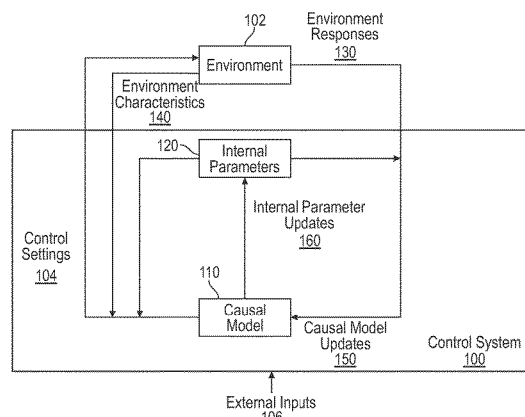 102
Environment
Environment
Responses
130
Environment
Characteristics
140
120
Internal
Parameters
Internal Parameter
Updates
160
Control
Settings
104
110
Causal
Model
Causal Model
Updates
150
Control System
100
External Inputs
106